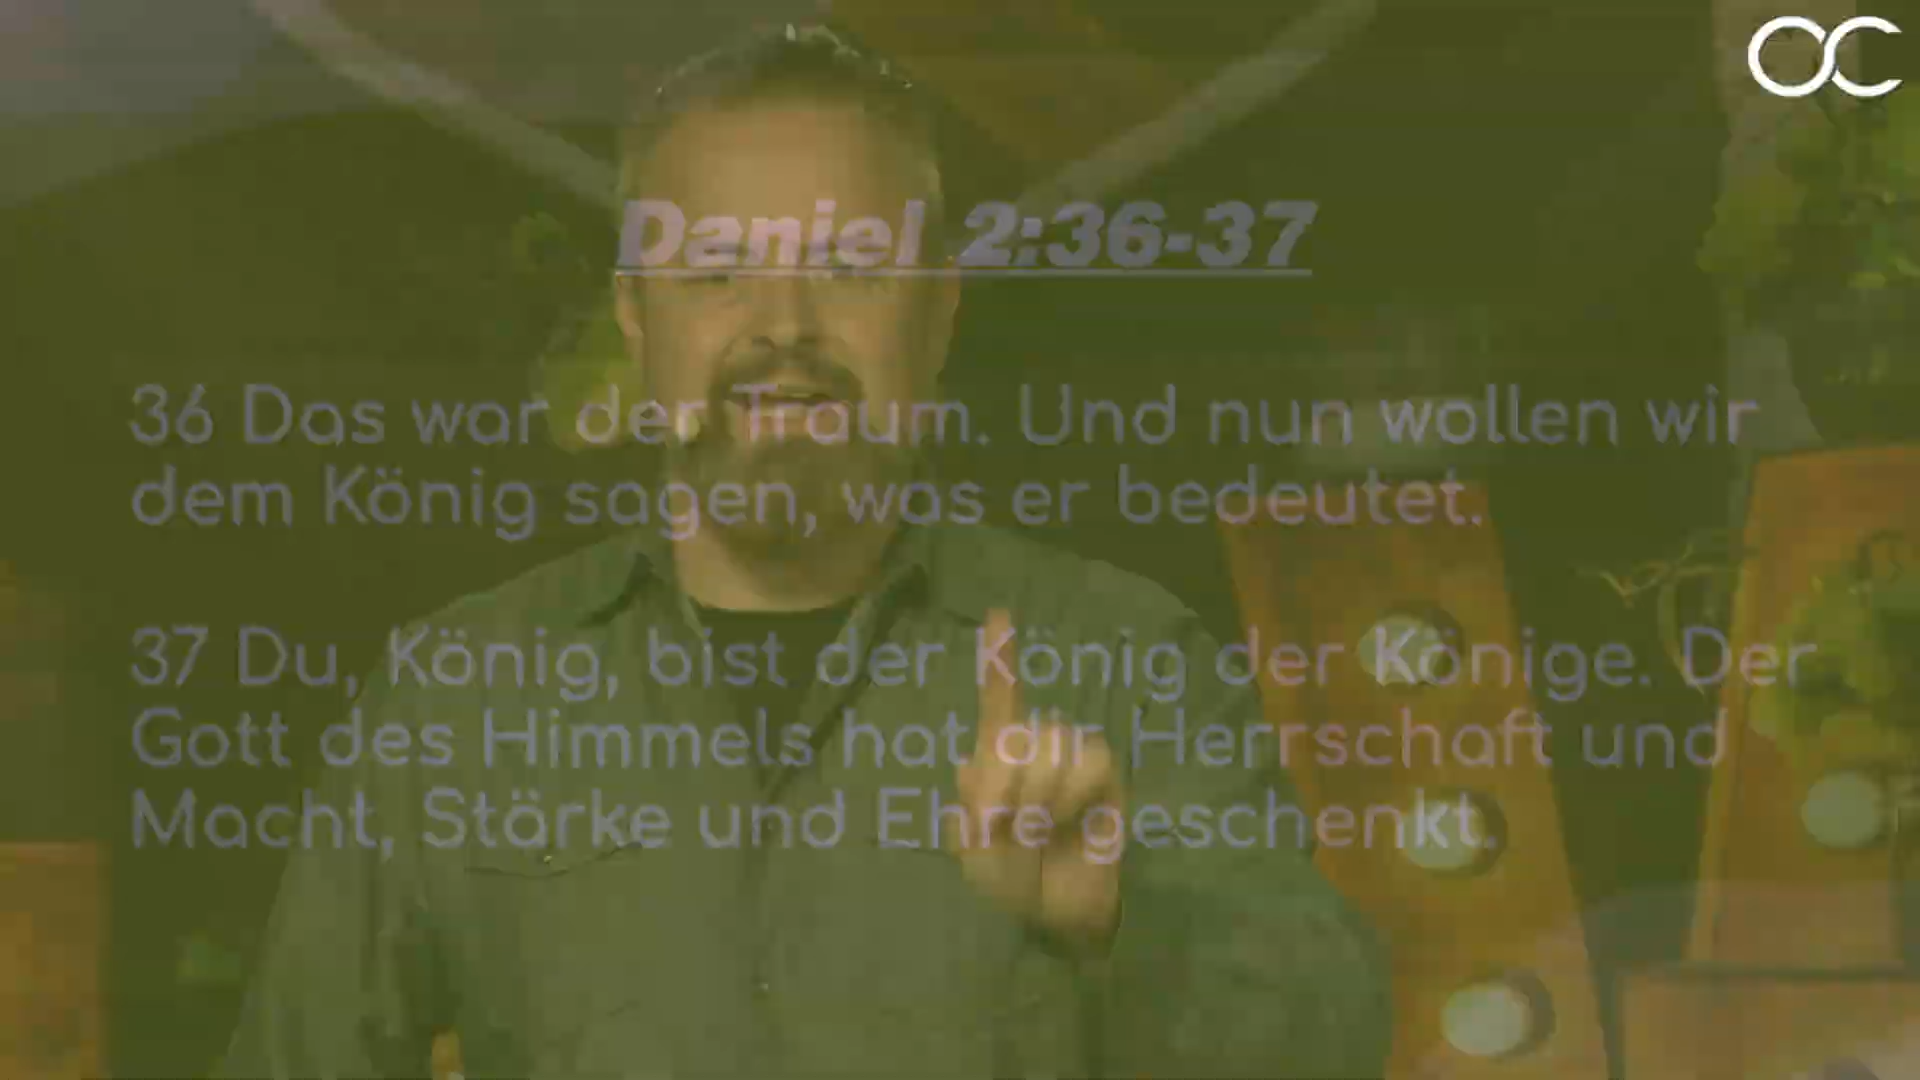 OC
Daniel 2:36-37
36 Das war der Traum. Und nun wollen wir
dem König sagen, was er bedeutet.
37 Du, König, bist der König der Könige. Der
Gott des Himmels hat dir Herrschaft und
Macht, Stärke und Ehre geschenkt.